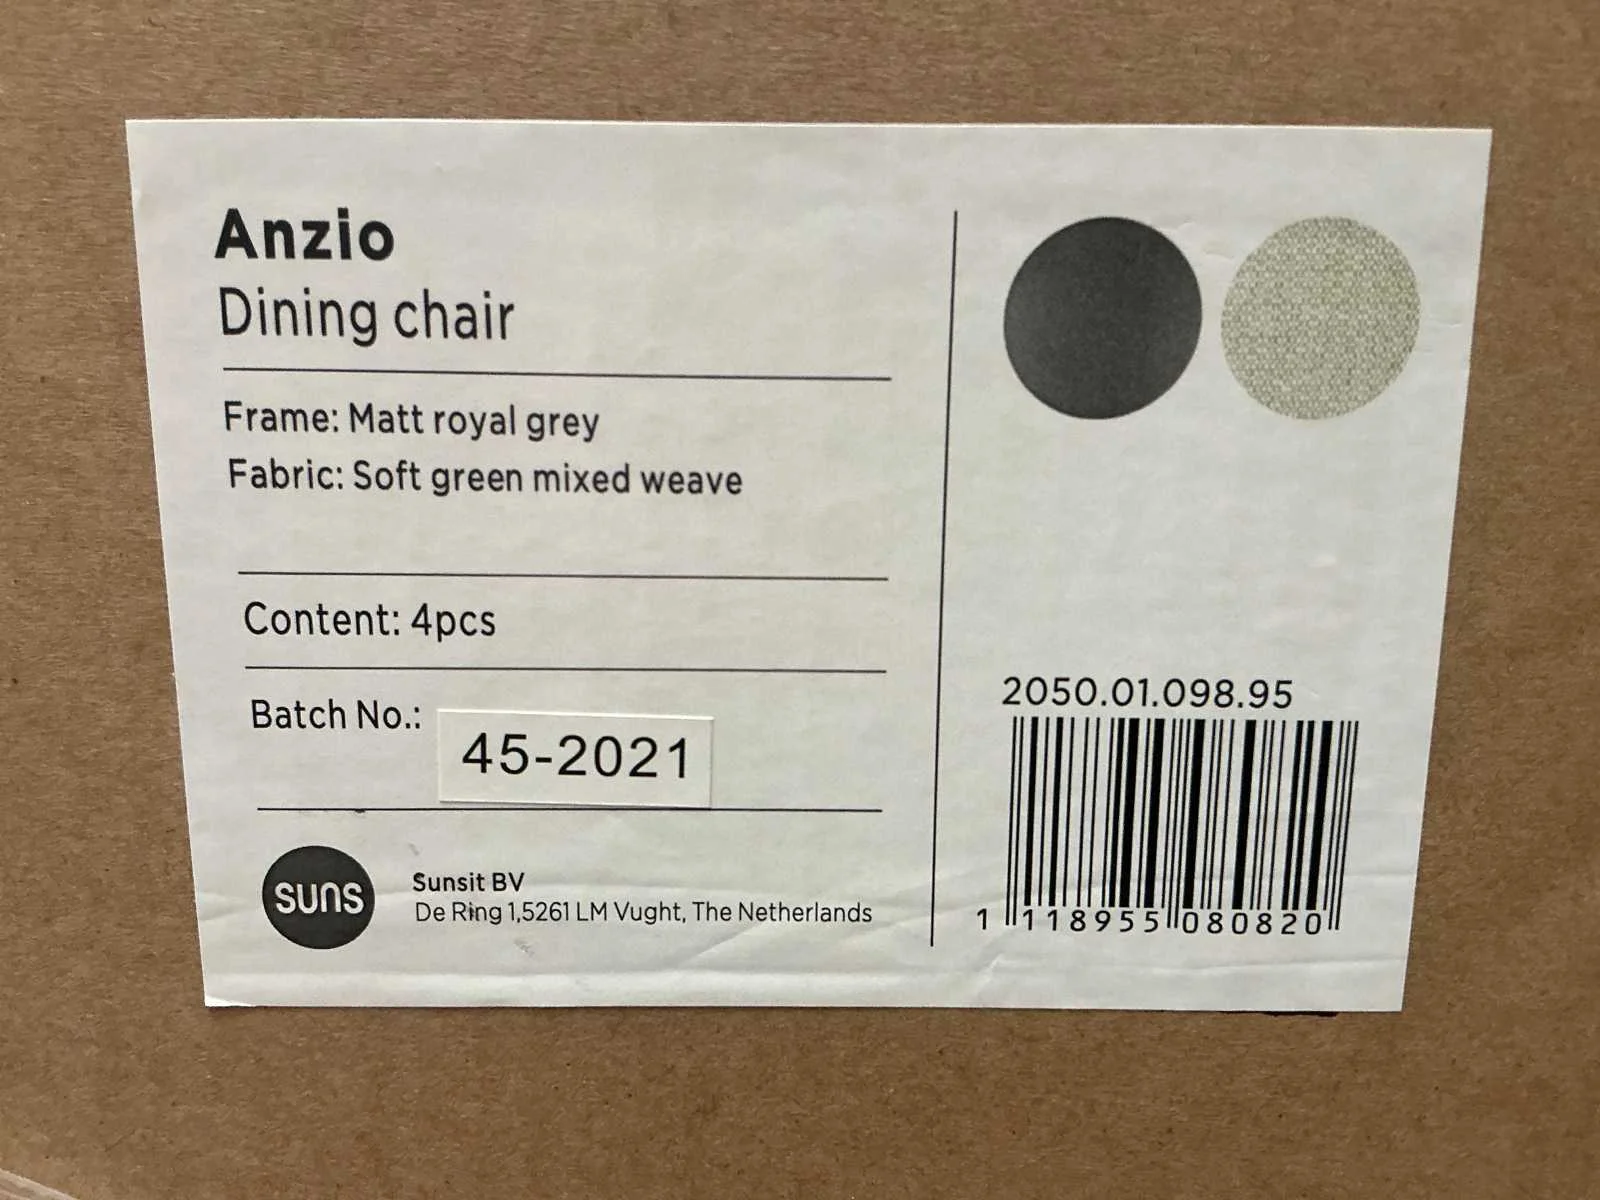 Anzio
Dining chair
Frame: Matt royal grey
Fabric: Soft green mixed weave
Content: 4pcs
Batch No.:
45-2021
suns
Sunsit BV
De Ring 1,5261 LM Vught, The Netherlands
2050.01.098.95
1 118955 080820